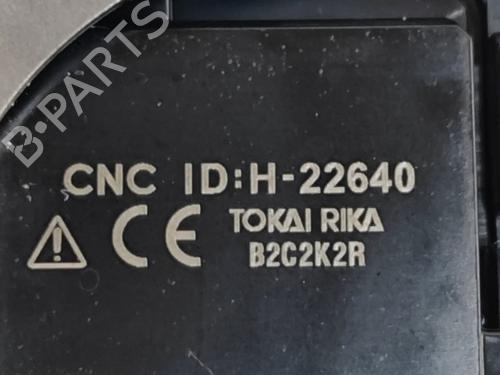 B-PARTS
CNC ID:H-22640
CE TOKAI RIKA
B2C2K2R